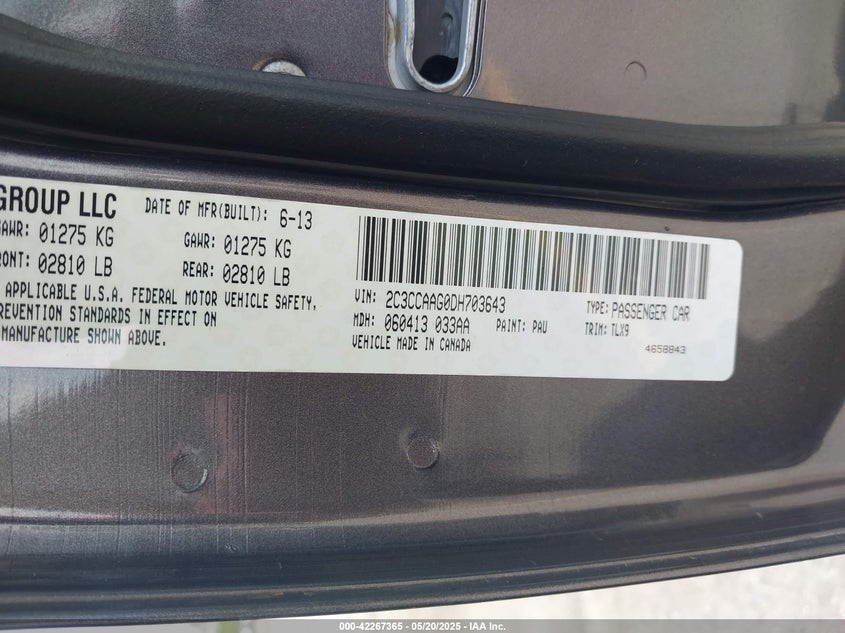 GROUP LLC DATE OF MFR(BUILT): 6-13
GAWR: 01275 KG GAWR: 01275 KG
02810 LB REAR: 02810 LB
APPLICABLE U.S.A. FEDERAL MOTOR VEHICLE SAFETY,
STANDARDS IN EFFECT ON
MANUFACTURE SHOWN ABOVE.
VIN: 2C3CCAAG0DH703643 TYPE: PASSENGER CAR
MDH: 060413 033AA PAINT: PAU TRIM: TLX9
VEHICLE MADE IN CANADA 4658843
000-42267365 - 05/20/2025 - IAA Inc.